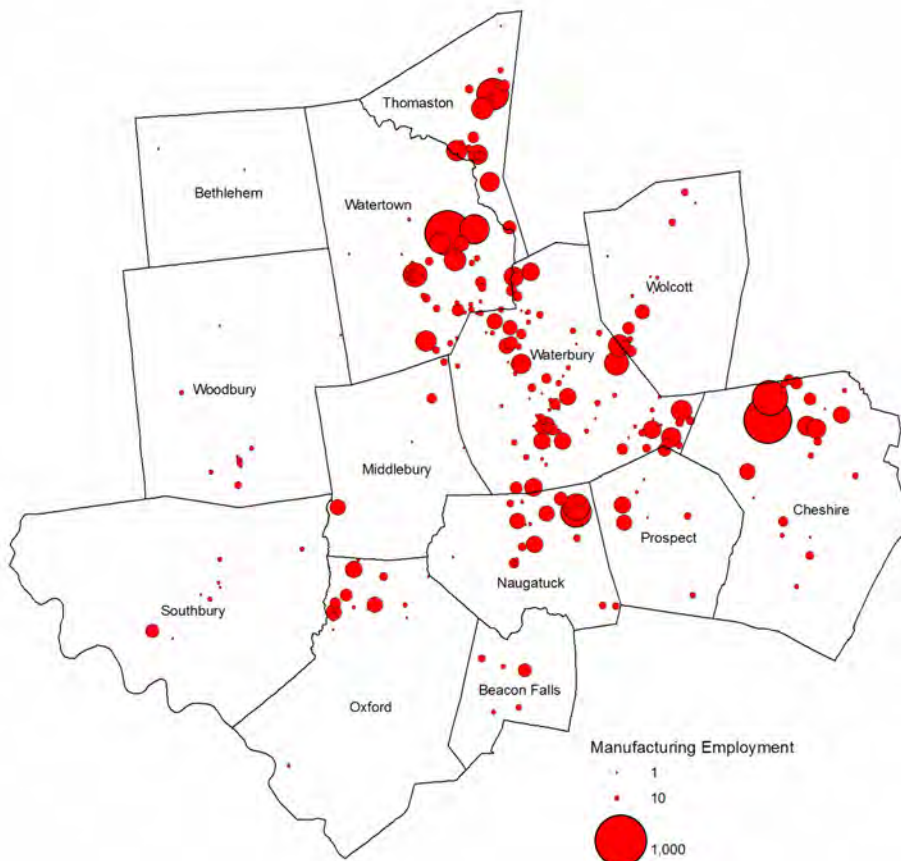 Thomaston
Bethlehem
Watertown
Wolcott
Waterbury
Woodbury
Middlebury
Cheshire
Prospect
Naugatuck
Southbury
Beacon Falls
Oxford
Manufacturing Employment
1
10
1,000